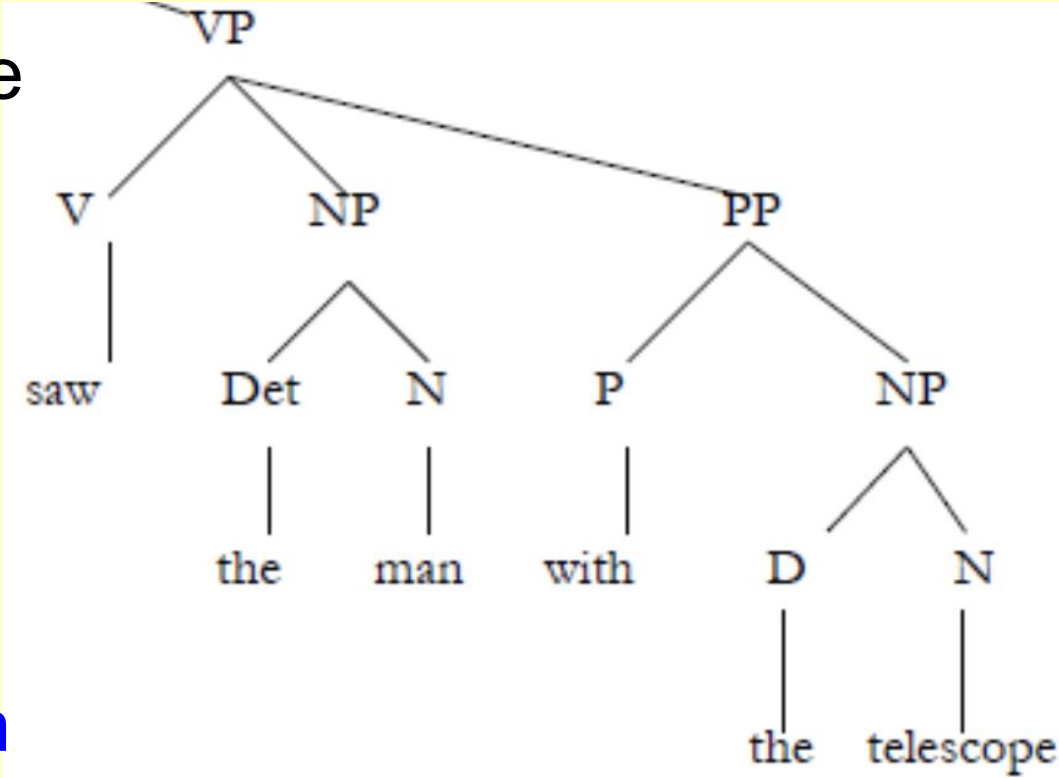 VP
e
V NP PP
saw Det N P NP
the man with D N
the telescope